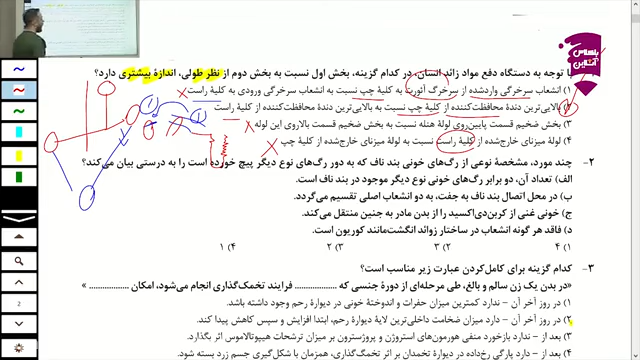 پلاسمای
آنلاین
با توجه به دستگاه دفع مواد زائد انسان، در کدام گزینه، بخش اول نسبت به بخش دوم از نظر طولی، اندازهٔ بیشتری دارد؟
۱) انشعاب سرخرگی واردشده از سرخرگ آئورت به کلیهٔ چپ نسبت به انشعاب سرخرگی ورودی به کلیهٔ راست
بالایی‌ترین دندهٔ محافظت‌کننده از کلیهٔ چپ نسبت به بالایی‌ترین دندهٔ محافظت‌کننده از کلیهٔ راست
۳) بخش ضخیم قسمت پایین‌روی لولهٔ هنله نسبت به بخش ضخیم قسمت بالاروی این لوله
۴) لولهٔ میزنای خارج‌شده از کلیهٔ راست نسبت به لولهٔ میزنای خارج‌شده از کلیهٔ چپ
۲- چند مورد، مشخصهٔ نوعی از رگ‌های خونی بند ناف که به دور رگ‌های نوع دیگر پیچ خورده است را به درستی بیان می‌کند؟
الف) تعداد آن، دو برابر رگ‌های خونی نوع دیگر موجود در بند ناف است.
ب) در محل اتصال بند ناف به جفت، به دو انشعاب اصلی تقسیم می‌گردد.
ج) خونی غنی از کربن‌دی‌اکسید را از بدن مادر به جنین منتقل می‌کند.
د) فاقد هر گونه انشعاب در ساختار زوائد انگشت‌مانند کوریون است.
۱) ۴ ۲) ۳ ۳) ۲ ۴) ۱
۳- کدام گزینه برای کامل‌کردن عبارت زیر مناسب است؟
«در بدن یک زن سالم و بالغ، طی مرحله‌ای از دورهٔ جنسی که .................. فرایند تخمک‌گذاری انجام می‌شود، امکان .................. »
۱) در روز آخر آن - ندارد کمترین میزان حفرات و اندوختهٔ خونی در دیوارهٔ رحم وجود داشته باشد.
۲) در روز آخر آن - دارد میزان ضخامت داخلی‌ترین لایهٔ دیوارهٔ رحم، ابتدا افزایش و سپس کاهش پیدا کند.
۳) بعد از - ندارد بازخورد منفی هورمون‌های استروژن و پروژسترون بر میزان ترشحات هیپوتالاموس اثر بگذارد.
۴) بعد از - دارد پارگی رخ‌داده در دیوارهٔ تخمدان بر اثر تخمک‌گذاری، همزمان با شکل‌گیری جسم زرد بسته شود.